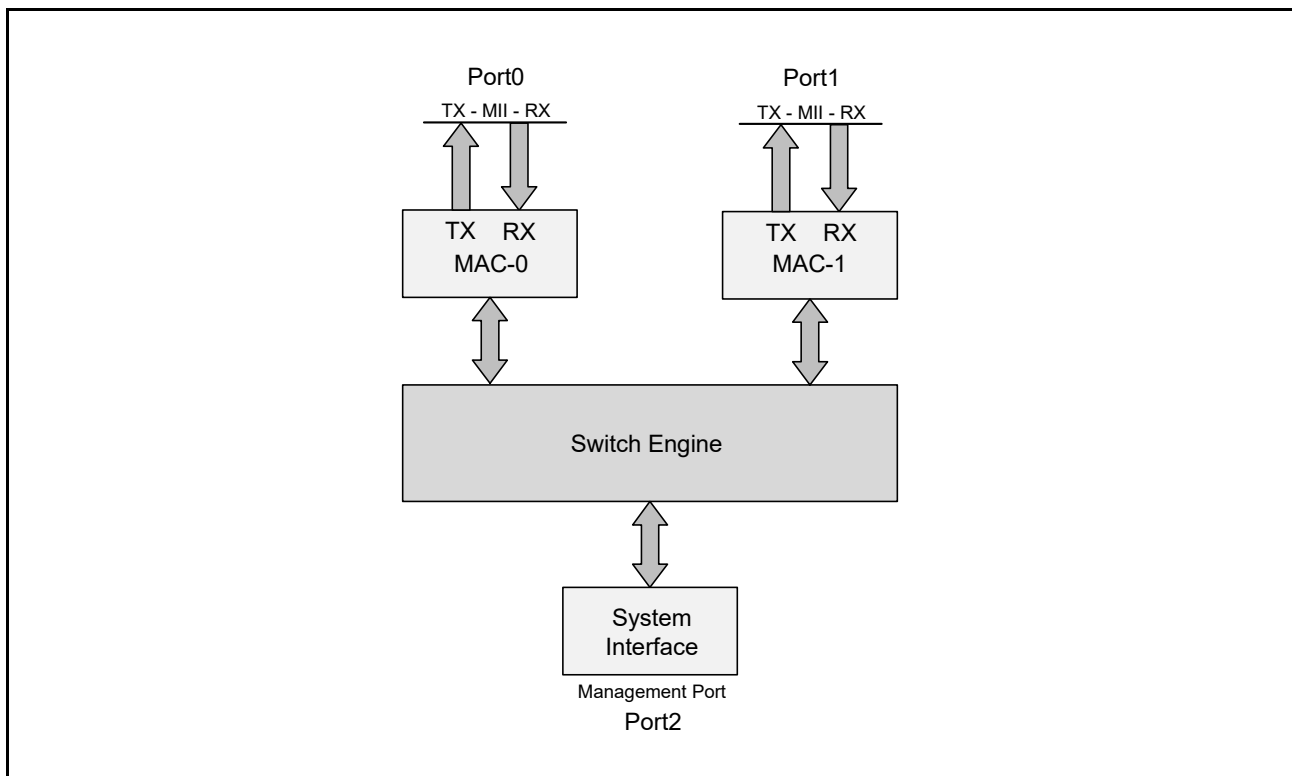 Port0
TX - MII - RX
TX RX
MAC-0
Port1
TX - MII - RX
TX RX
MAC-1
Switch Engine
System
Interface
Management Port
Port2